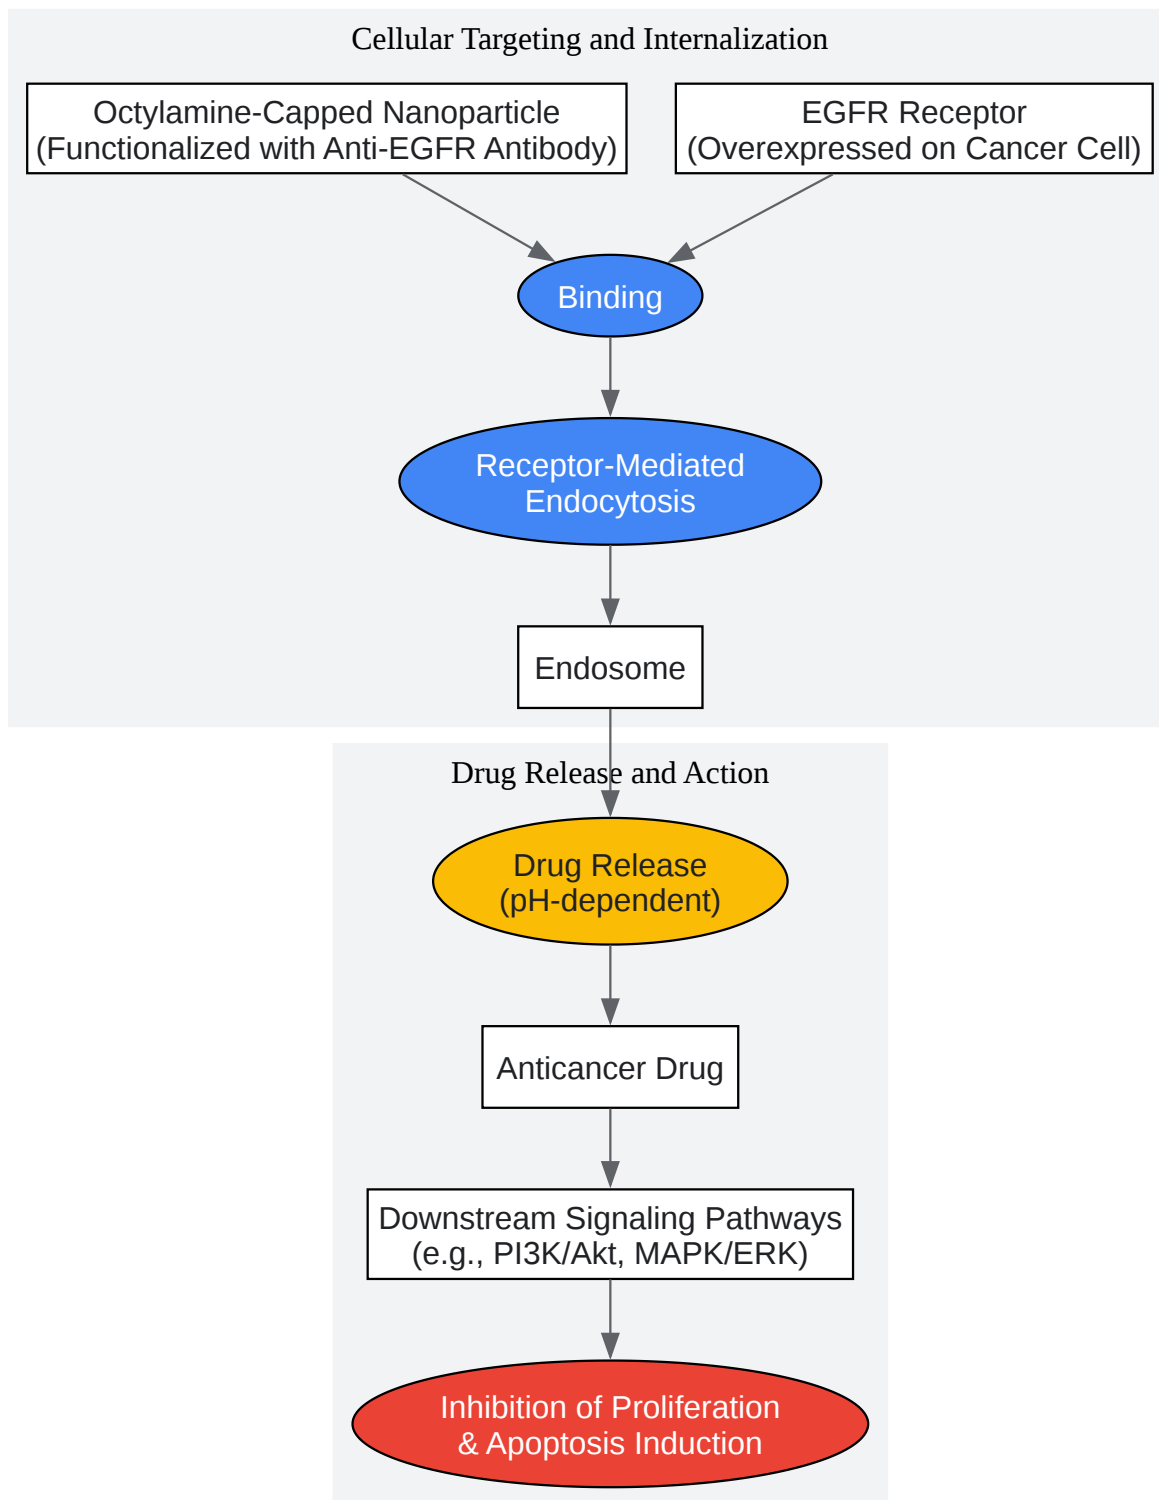 Cellular Targeting and Internalization
Octylamine-Capped Nanoparticle
(Functionalized with Anti-EGFR Antibody)
EGFR Receptor
(Overexpressed on Cancer Cell)
Binding
Receptor-Mediated
Endocytosis
Endosome
Drug Release and Action
Drug Release
(pH-dependent)
Anticancer Drug
Downstream Signaling Pathways
(e.g., PI3K/Akt, MAPK/ERK)
Inhibition of Proliferation
& Apoptosis Induction